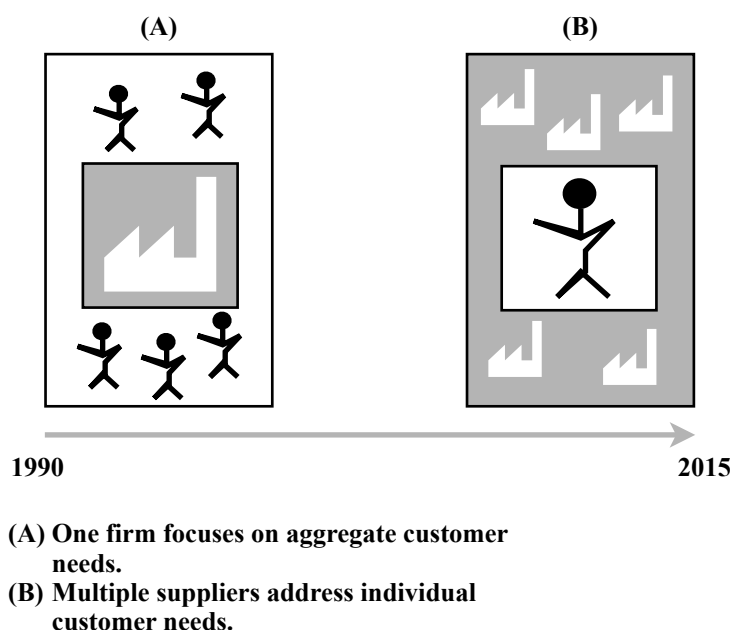 (A)
(B)
1990
2015
(A) One firm focuses on aggregate customer
needs.
(B) Multiple suppliers address individual
customer needs.